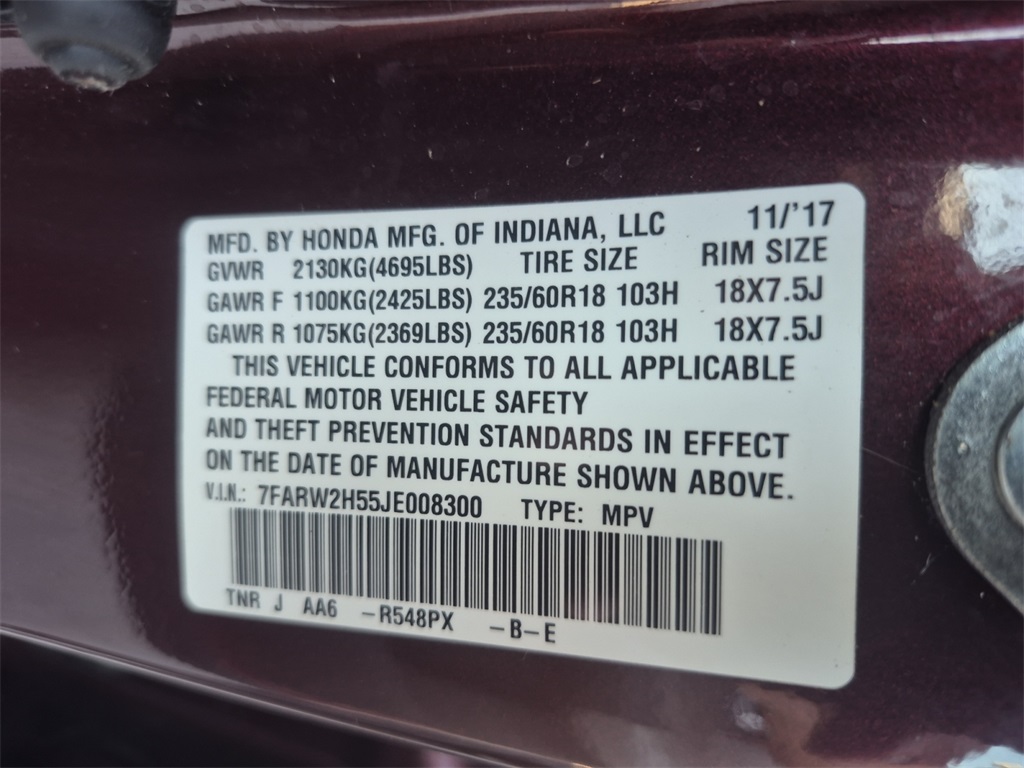 MFD. BY HONDA MFG. OF INDIANA, LLC 11/'17
GVWR 2130KG(4695LBS) TIRE SIZE RIM SIZE
GAWR F 1100KG(2425LBS) 235/60R18 103H 18X7.5J
GAWR R 1075KG(2369LBS) 235/60R18 103H 18X7.5J
THIS VEHICLE CONFORMS TO ALL APPLICABLE
FEDERAL MOTOR VEHICLE SAFETY
AND THEFT PREVENTION STANDARDS IN EFFECT
ON THE DATE OF MANUFACTURE SHOWN ABOVE.
V.I.N.: 7FARW2H55JE008300 TYPE: MPV
TNR J AA6 -R548PX -B-E